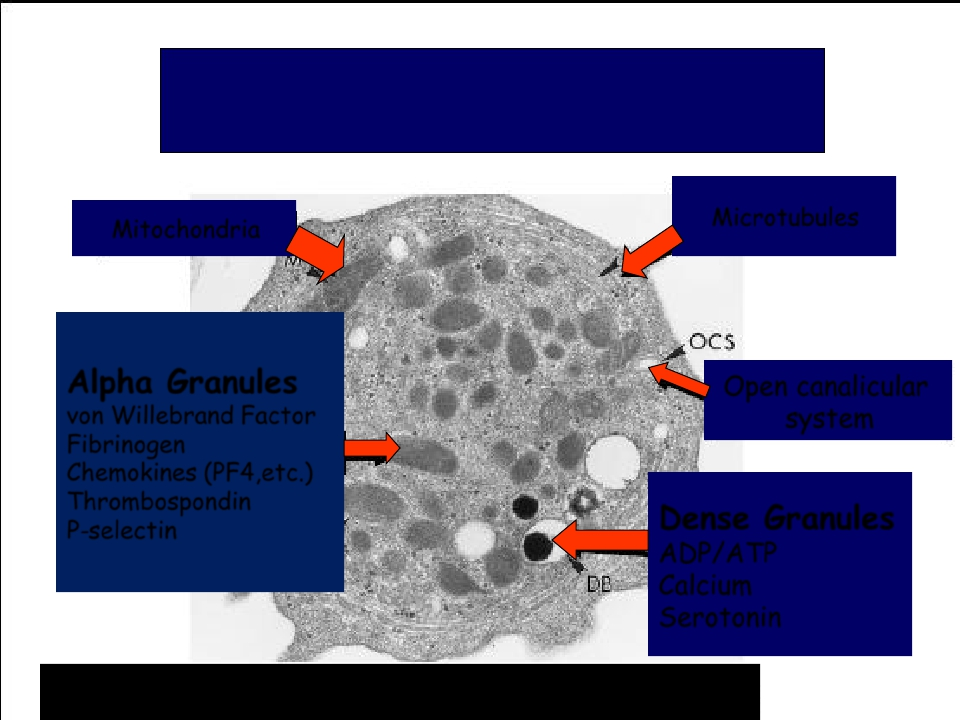 Mitochondria
Microtubules
M
OCS
Open canalicular
system
Alpha Granules
von Willebrand Factor
Fibrinogen
Chemokines (PF4,etc.)
Thrombospondin
P-selectin
Dense Granules
ADP/ATP
Calcium
Serotonin
DB